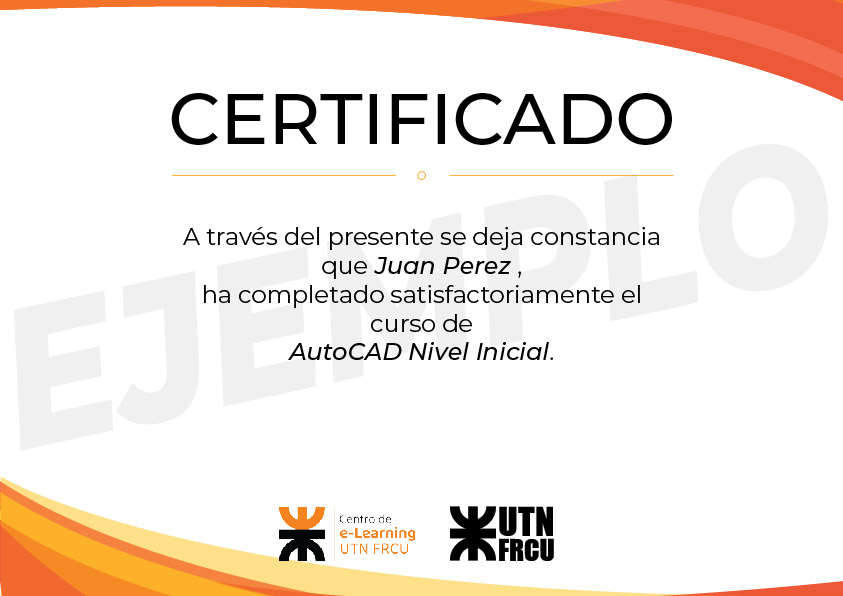 CERTIFICADO
EJEMPLO
A través del presente se deja constancia
que Juan Perez ,
ha completado satisfactoriamente el
curso de
AutoCAD Nivel Inicial.
Centro de
e-Learning
UTN FRCU
UTN
FRCU